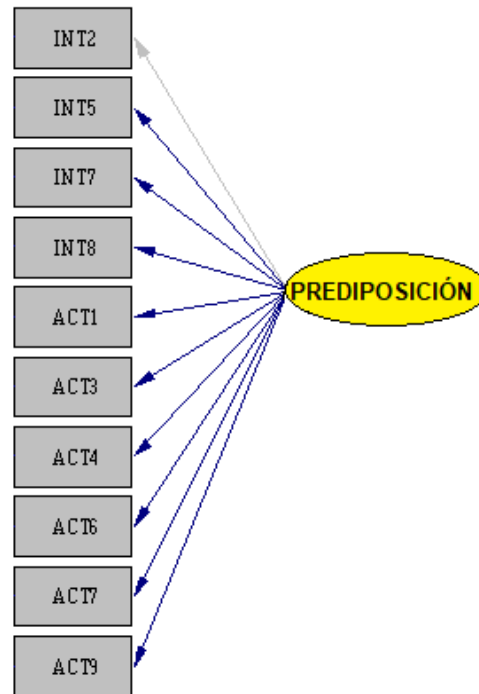 INT2
INT5
INT7
INT8
PREDIPOSICIÓN
ACT1
ACT3
ACT4
ACT6
ACT7
ACT9